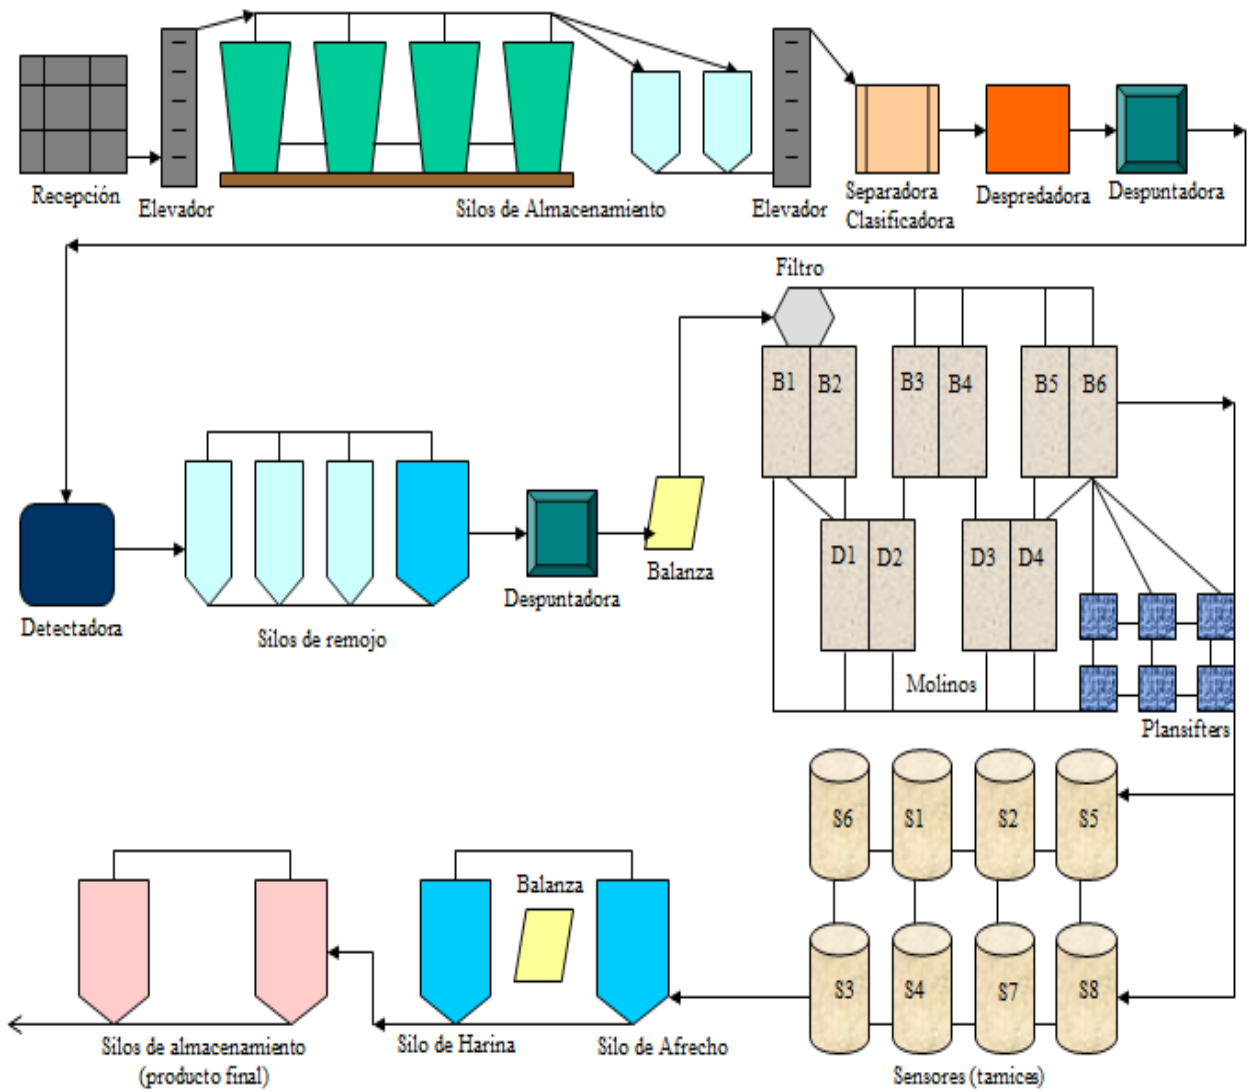 Recepción
Elevador
Silos de Almacenamiento
Elevador
Separadora
Clasificadora
Despredadora
Despuntadora
Filtro
B1
B2
B3
B4
B5
B6
D1
D2
D3
D4
Detectadora
Silos de remojo
Despuntadora
Balanza
Molinos
Plansifters
S6
S1
S2
S5
S3
S4
S7
S8
Balanza
Silos de almacenamiento
(producto final)
Silo de Harina
Silo de Afrecho
Sensores (tamices)